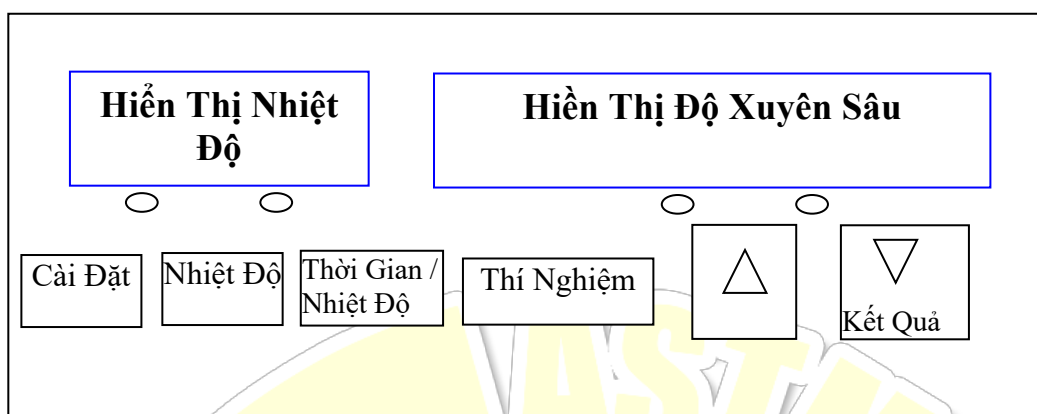 Hiển Thị Nhiệt
Độ
Hiền Thị Độ Xuyên Sâu
Cài Đặt
Nhiệt Độ
Thời Gian /
Nhiệt Độ
Thí Nghiệm
Kết Quả